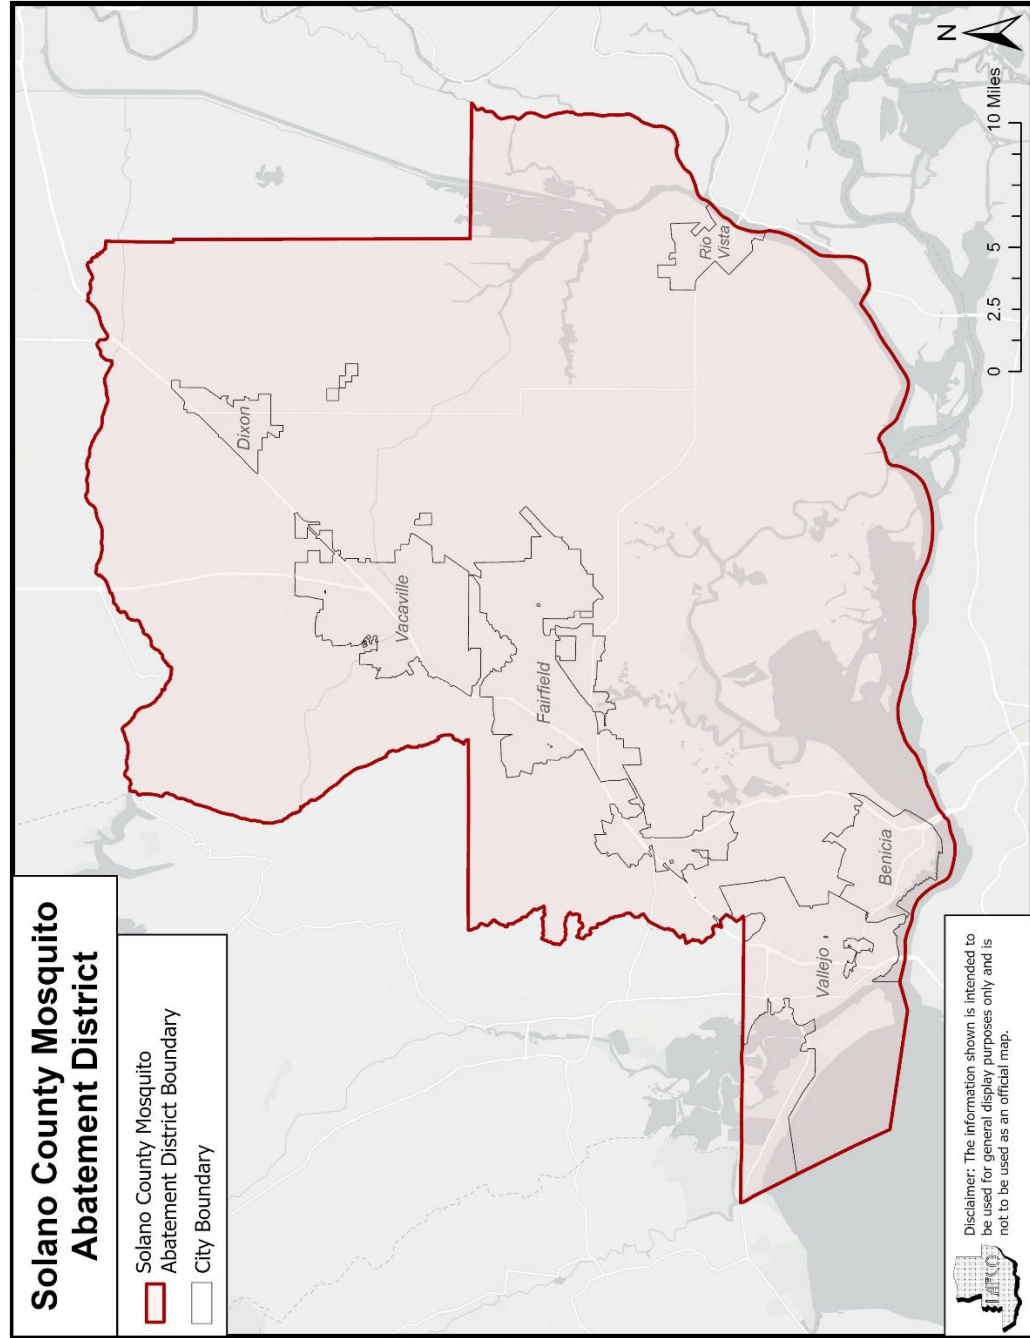 Solano County Mosquito
Abatement District
Solano County Mosquito
Abatement District Boundary
City Boundary
Dixon
Vacaville
Fairfield
Rio
Vista
Vallejo
Benicia
N
0 2.5 5 10 Miles
LAFCO
Disclaimer: The information shown is intended to
be used for general display purposes only and is
not to be used as an official map.